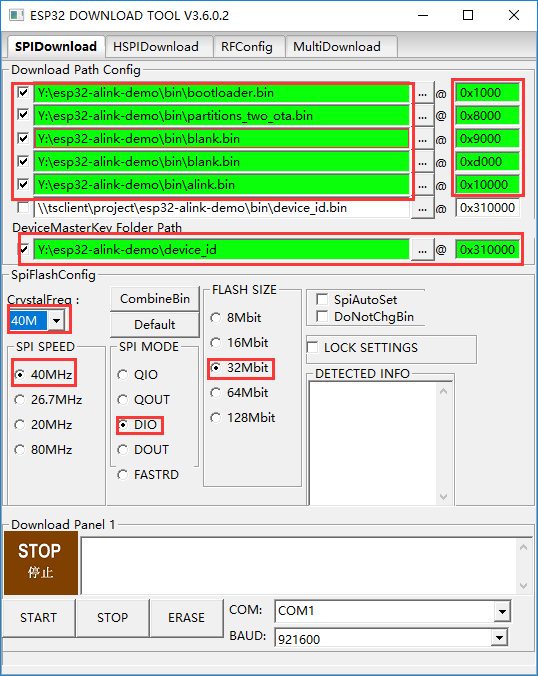 ESP32 DOWNLOAD TOOL V3.6.0.2
SPIDownload HSPIDownload RFConfig MultiDownload
Download Path Config
Y:\esp32-alink-demo\bin\bootloader.bin ... @ 0x1000
Y:\esp32-alink-demo\bin\partitions_two_ota.bin ... @ 0x8000
Y:\esp32-alink-demo\bin\blank.bin ... @ 0x9000
Y:\esp32-alink-demo\bin\blank.bin ... @ 0xd000
Y:\esp32-alink-demo\bin\alink.bin ... @ 0x10000
\\tsclient\project\esp32-alink-demo\bin\device_id.bin ... @ 0x310000
DeviceMasterKey Folder Path
Y:\esp32-alink-demo\device_id ... @ 0x310000
SpiFlashConfig
CrystalFreq :
40M
CombineBin
Default
SPI SPEED
40MHz
26.7MHz
20MHz
80MHz
SPI MODE
QIO
QOUT
DIO
DOUT
FASTRD
FLASH SIZE
8Mbit
16Mbit
32Mbit
64Mbit
128Mbit
SpiAutoSet
DoNotChgBin
LOCK SETTINGS
DETECTED INFO
Download Panel 1
STOP
停止
START STOP ERASE
COM: COM1
BAUD: 921600